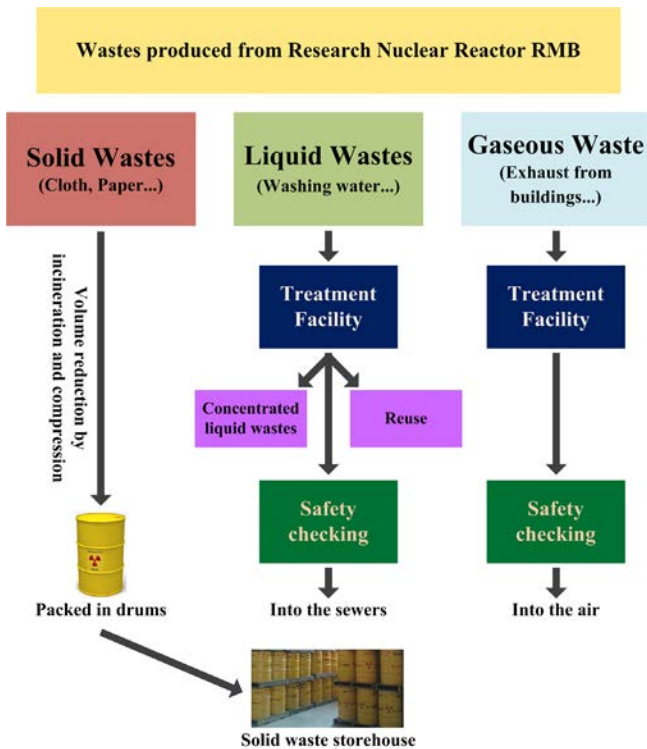 Wastes produced from Research Nuclear Reactor RMB
Solid Wastes
(Cloth, Paper...)
Liquid Wastes
(Washing water...)
Gaseous Waste
(Exhaust from
buildings...)
Volume reduction by
incineration and compression
Treatment
Facility
Treatment
Facility
Concentrated
liquid wastes
Reuse
Safety
checking
Safety
checking
Packed in drums
Into the sewers
Into the air
Solid waste storehouse